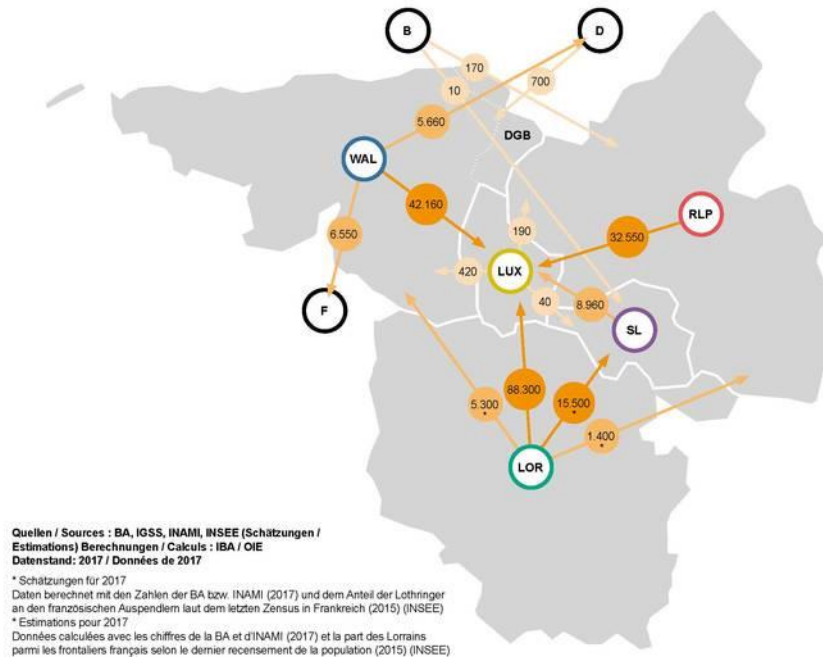 B
D
170
700
10
5.660
DGB
WAL
42.160
RLP
6.550
190
32.550
LUX
420
40
8.960
F
SL
88.300
5.300
*
15.500
*
1.400
*
LOR
Quellen / Sources : BA, IGSS, INAMI, INSEE (Schätzungen /
Estimations) Berechnungen / Calculs : IBA / OIE
Datenstand: 2017 / Données de 2017
* Schätzungen für 2017
Daten berechnet mit den Zahlen der BA bzw. INAMI (2017) und dem Anteil der Lothringer
an den französischen Auspendlern laut dem letzten Zensus in Frankreich (2015) (INSEE)
* Estimations pour 2017
Données calculées avec les chiffres de la BA et d'INAMI (2017) et la part des Lorrains
parmi les frontaliers français selon le dernier recensement de la population (2015) (INSEE)